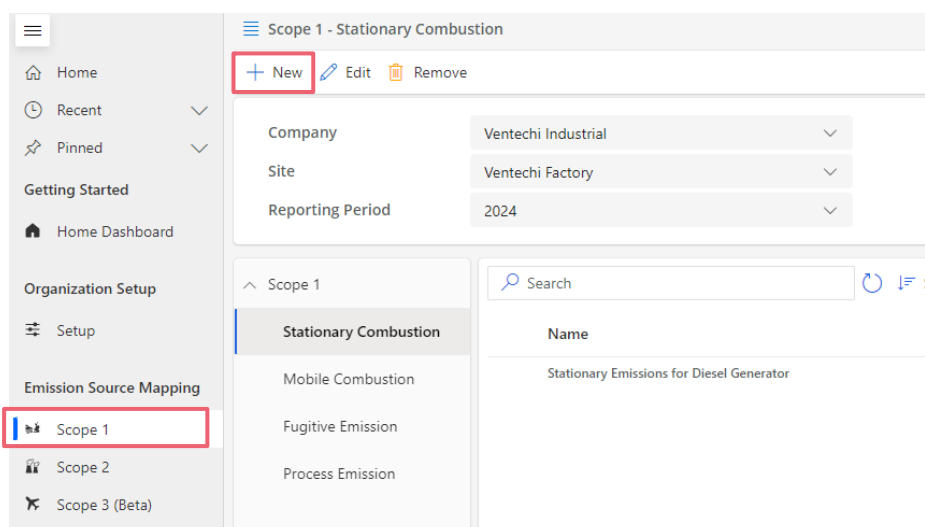 Home
Recent
Pinned
Getting Started
Home Dashboard
Organization Setup
Setup
Emission Source Mapping
Scope 1
Scope 2
Scope 3 (Beta)
Scope 1 - Stationary Combustion
New Edit Remove
Company Ventechi Industrial
Site Ventechi Factory
Reporting Period 2024
Scope 1
Stationary Combustion
Mobile Combustion
Fugitive Emission
Process Emission
Search
Name
Stationary Emissions for Diesel Generator